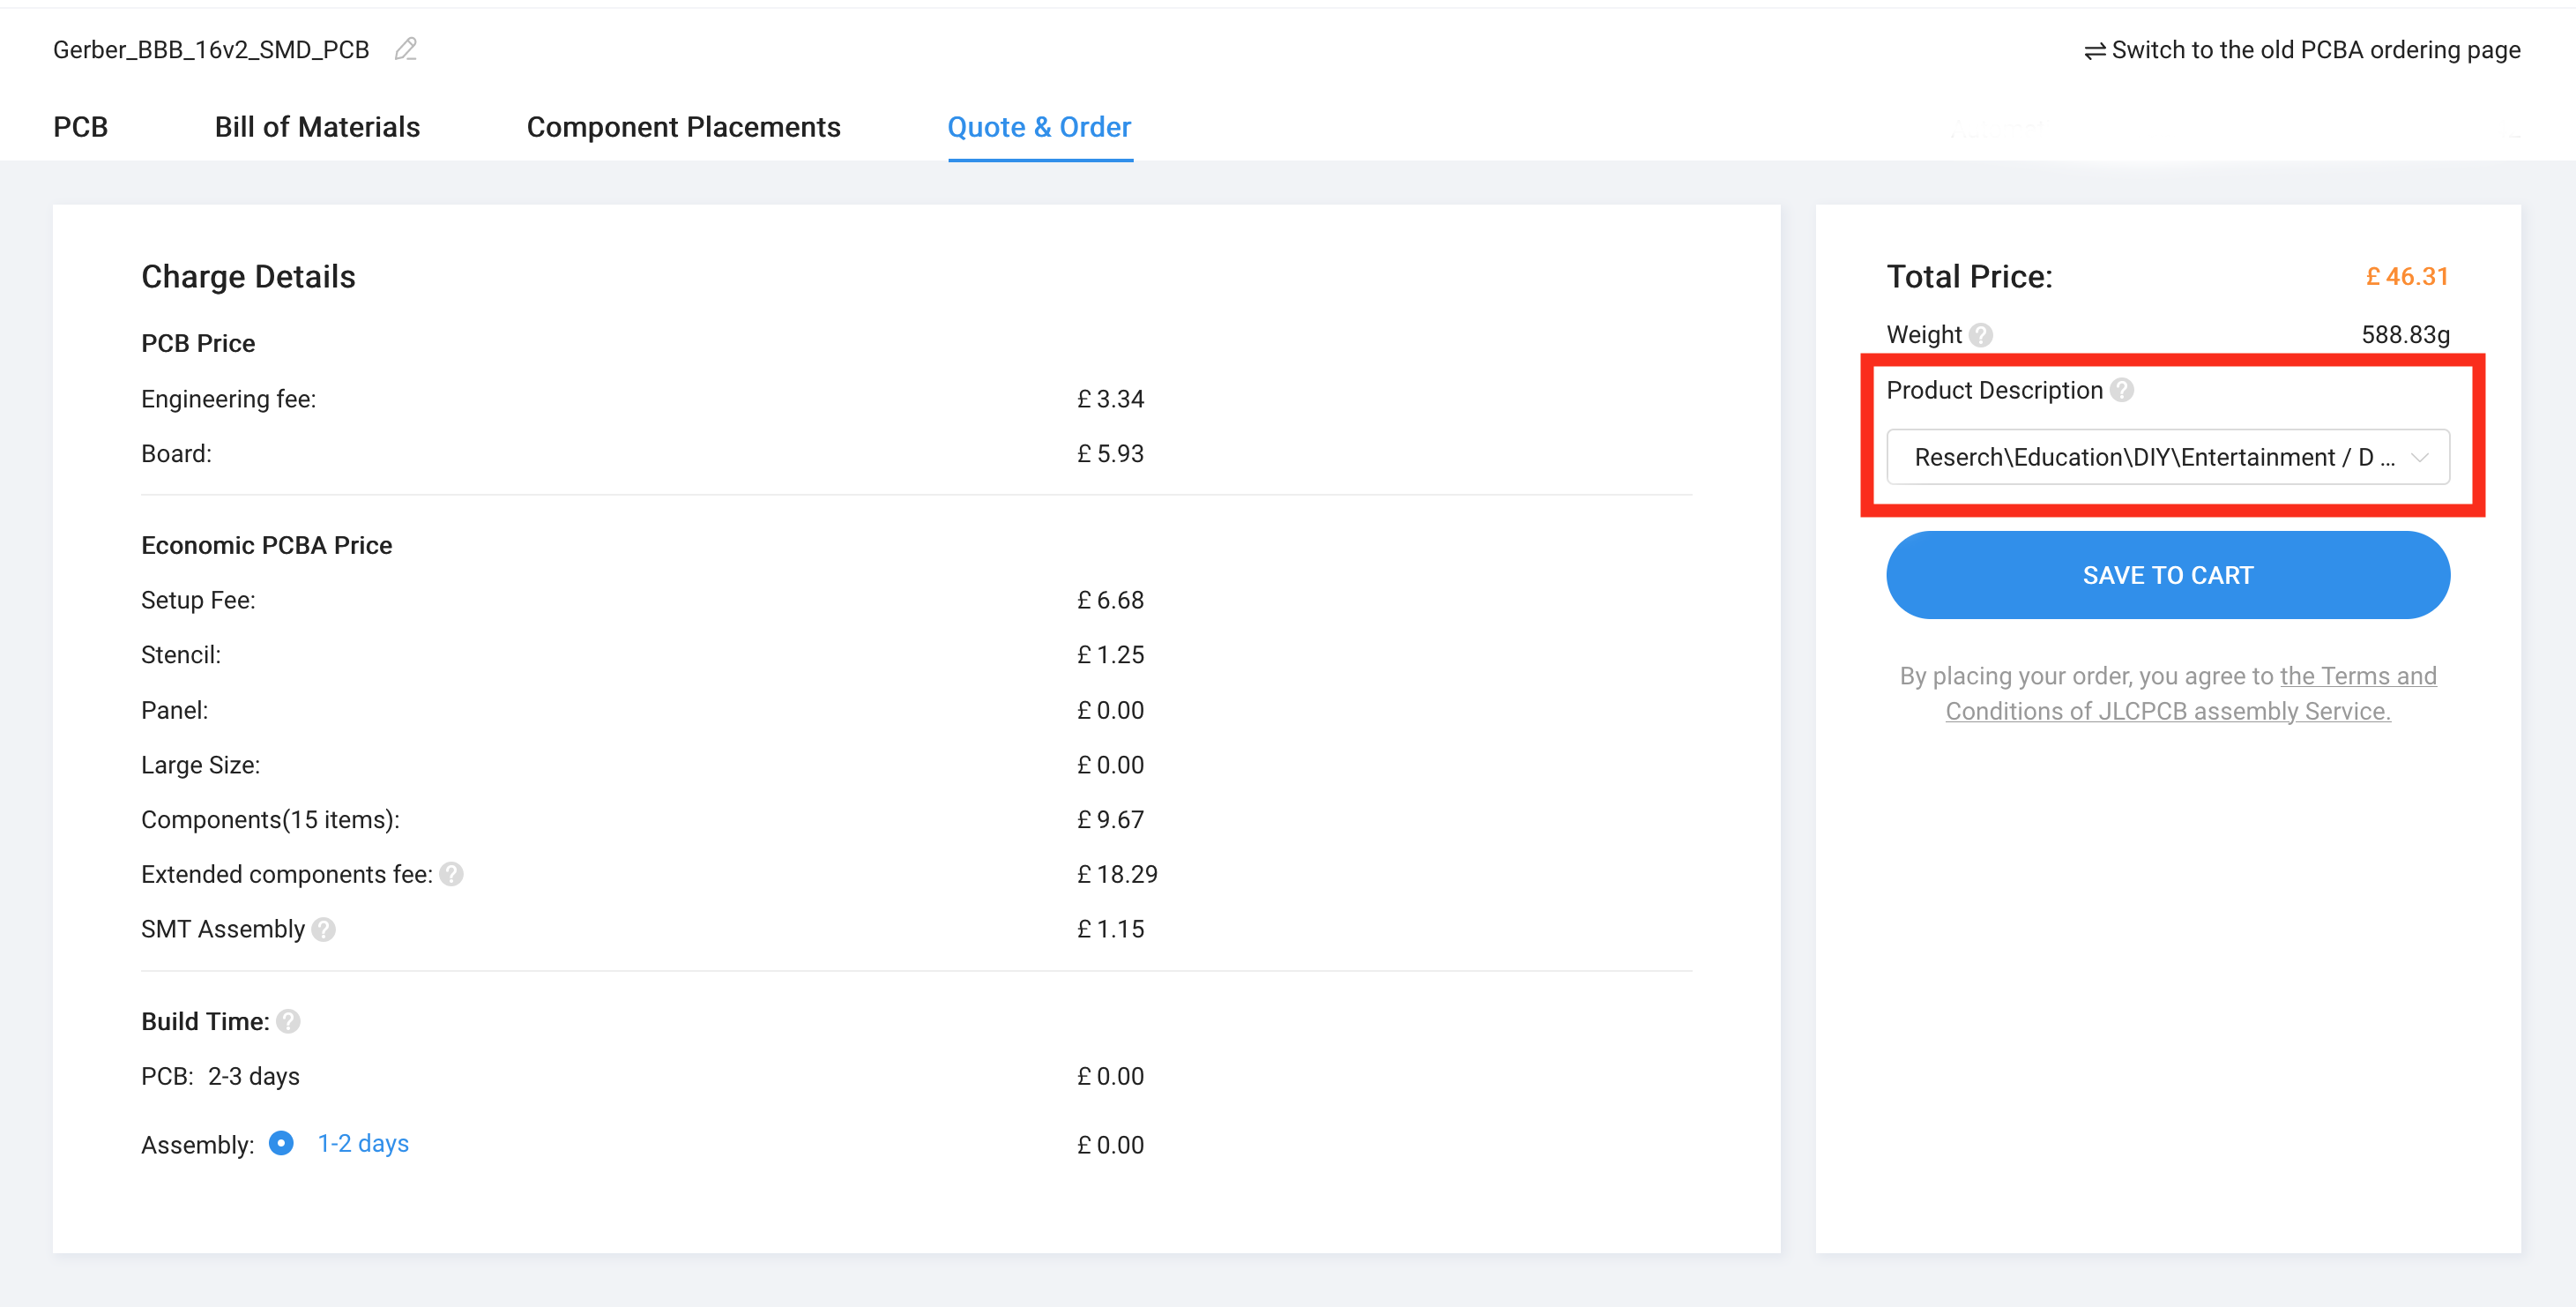 Gerber_BBB_16v2_SMD_PCB
Switch to the old PCBA ordering page
PCB Bill of Materials Component Placements Quote & Order
Charge Details
PCB Price
Engineering fee: £ 3.34
Board: £ 5.93
Economic PCBA Price
Setup Fee: £ 6.68
Stencil: £ 1.25
Panel: £ 0.00
Large Size: £ 0.00
Components(15 items): £ 9.67
Extended components fee: ? £ 18.29
SMT Assembly ? £ 1.15
Build Time: ?
PCB: 2-3 days £ 0.00
Assembly: 1-2 days £ 0.00
Total Price: £ 46.31
Weight ? 588.83g
Product Description ?
Reserch\Education\DIY\Entertainment / D ...
SAVE TO CART
By placing your order, you agree to the Terms and
Conditions of JLCPCB assembly Service.